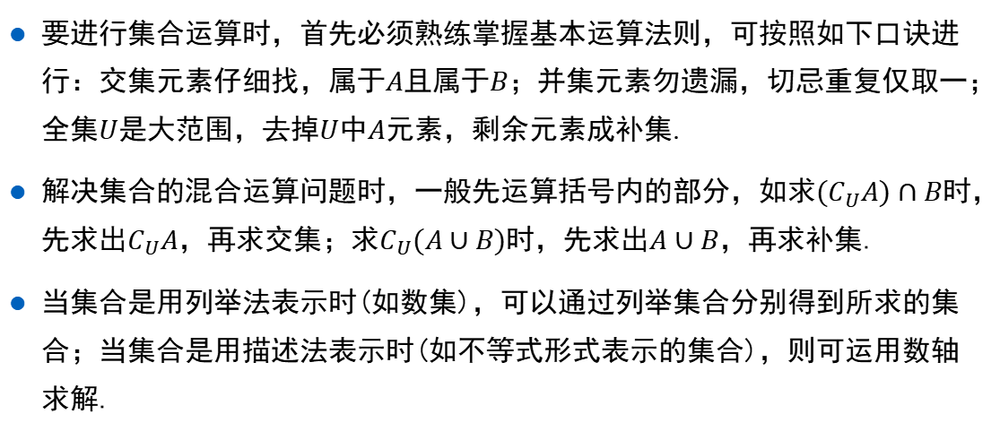 ● 要进行集合运算时，首先必须熟练掌握基本运算法则，可按照如下口诀进
行：交集元素仔细找，属于A且属于B；并集元素勿遗漏，切忌重复仅取一；
全集U是大范围，去掉U中A元素，剩余元素成补集.
● 解决集合的混合运算问题时，一般先运算括号内的部分，如求(C_U A) ∩ B时，
先求出C_U A，再求交集；求C_U (A ∪ B)时，先求出A ∪ B，再求补集.
● 当集合是用列举法表示时(如数集)，可以通过列举集合分别得到所求的集
合；当集合是用描述法表示时(如不等式形式表示的集合)，则可运用数轴
求解.